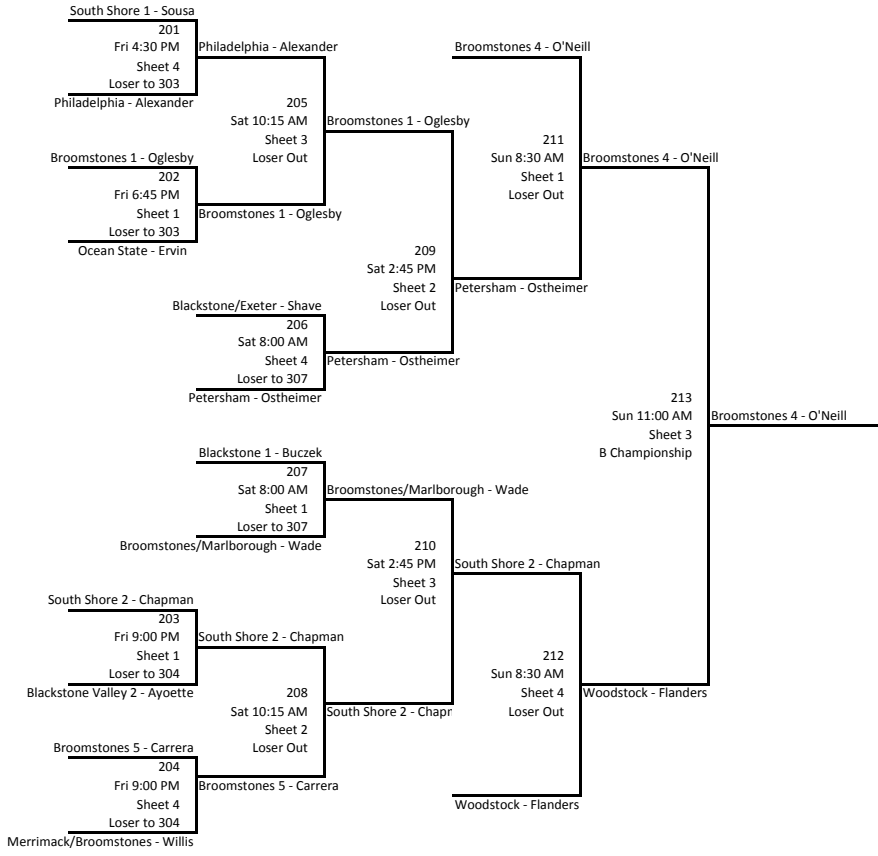 South Shore 1 - Sousa
201
Fri 4:30 PM
Sheet 4
Loser to 303
Philadelphia - Alexander
Philadelphia - Alexander
205
Sat 10:15 AM
Sheet 3
Loser Out
Broomstones 1 - Oglesby
202
Fri 6:45 PM
Sheet 1
Loser to 303
Ocean State - Ervin
Broomstones 1 - Oglesby
Broomstones 1 - Oglesby
209
Sat 2:45 PM
Sheet 2
Loser Out
Blackstone/Exeter - Shave
206
Sat 8:00 AM
Sheet 4
Loser to 307
Petersham - Ostheimer
Petersham - Ostheimer
Broomstones 4 - O'Neill
211
Sun 8:30 AM
Sheet 1
Loser Out
Petersham - Ostheimer
Broomstones 4 - O'Neill
213
Sun 11:00 AM
Sheet 3
B Championship
Broomstones 4 - O'Neill
Blackstone 1 - Buczek
207
Sat 8:00 AM
Sheet 1
Loser to 307
Broomstones/Marlborough - Wade
Broomstones/Marlborough - Wade
210
Sat 2:45 PM
Sheet 3
Loser Out
South Shore 2 - Chapman
South Shore 2 - Chapman
203
Fri 9:00 PM
Sheet 1
Loser to 304
Blackstone Valley 2 - Ayoette
South Shore 2 - Chapman
208
Sat 10:15 AM
Sheet 2
Loser Out
South Shore 2 - Chapr
Broomstones 5 - Carrera
204
Fri 9:00 PM
Sheet 4
Loser to 304
Merrimack/Broomstones - Willis
Broomstones 5 - Carrera
212
Sun 8:30 AM
Sheet 4
Loser Out
Woodstock - Flanders
Woodstock - Flanders